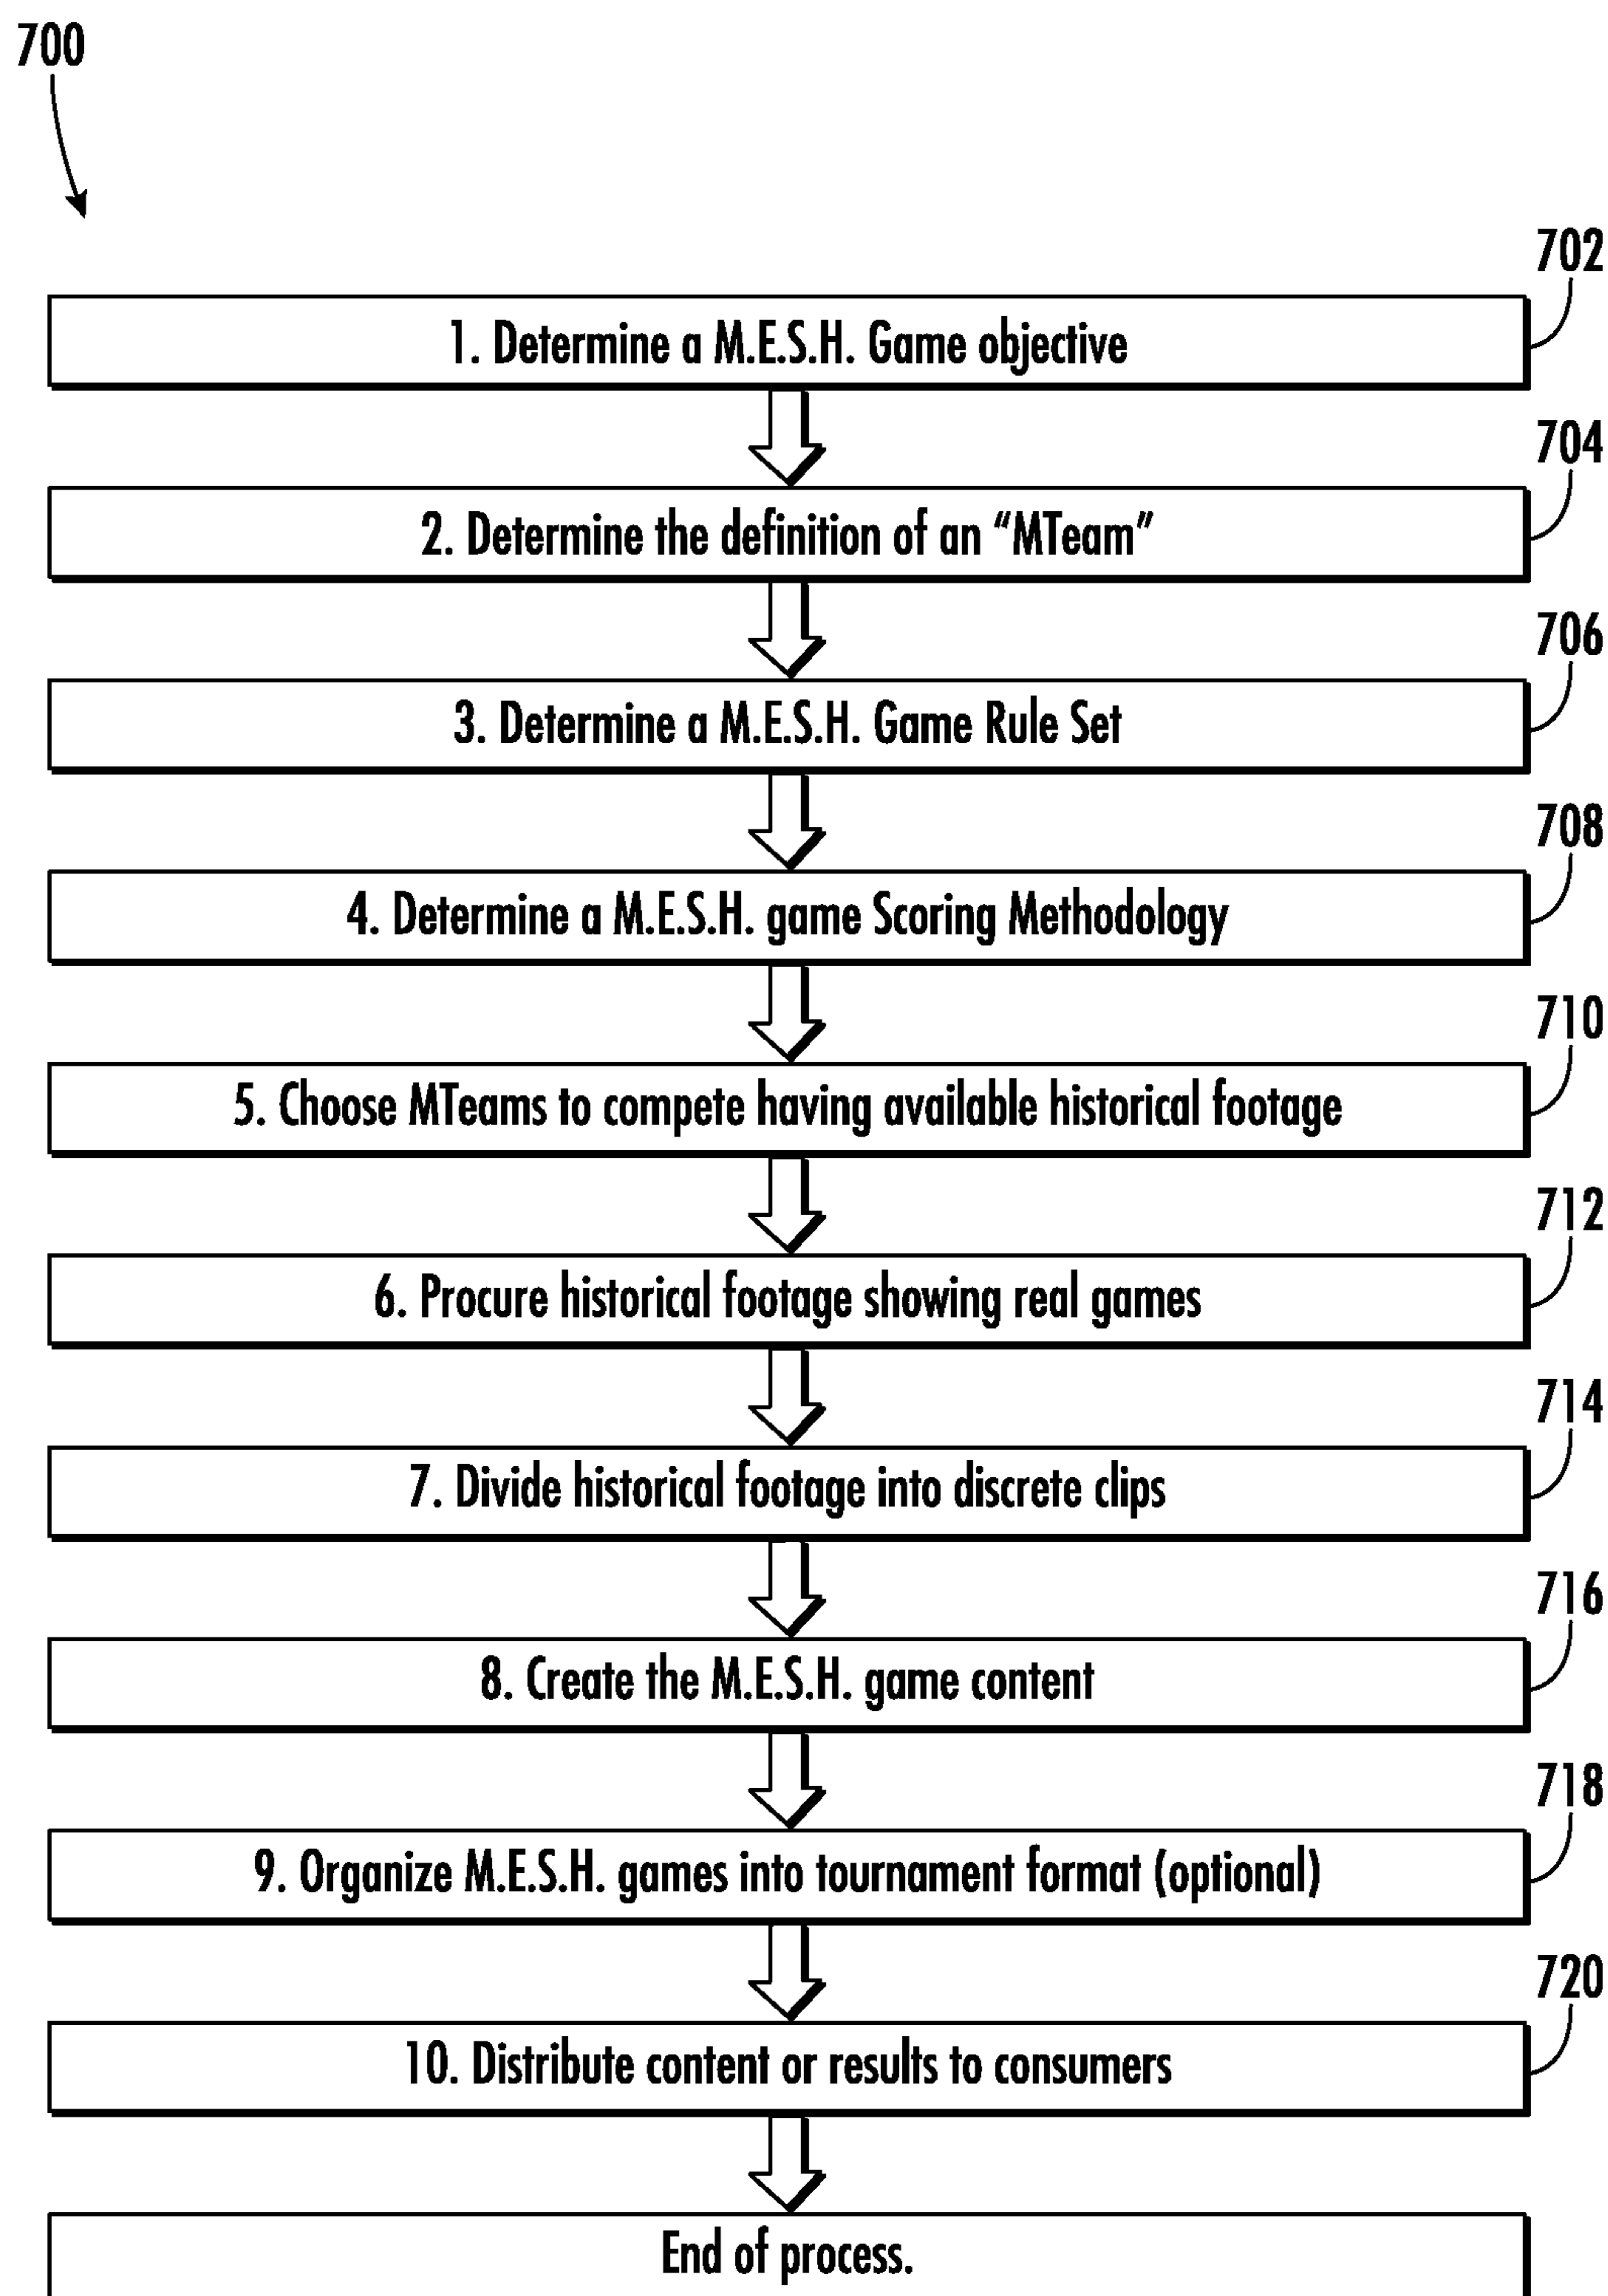 700
702
1. Determine a M.E.S.H. Game objective
704
2. Determine the definition of an “MTeam”
706
3. Determine a M.E.S.H. Game Rule Set
708
4. Determine a M.E.S.H. game Scoring Methodology
710
5. Choose MTeams to compete having available historical footage
712
6. Procure historical footage showing real games
714
7. Divide historical footage into discrete clips
716
8. Create the M.E.S.H. game content
718
9. Organize M.E.S.H. games into tournament format (optional)
720
10. Distribute content or results to consumers
End of process.